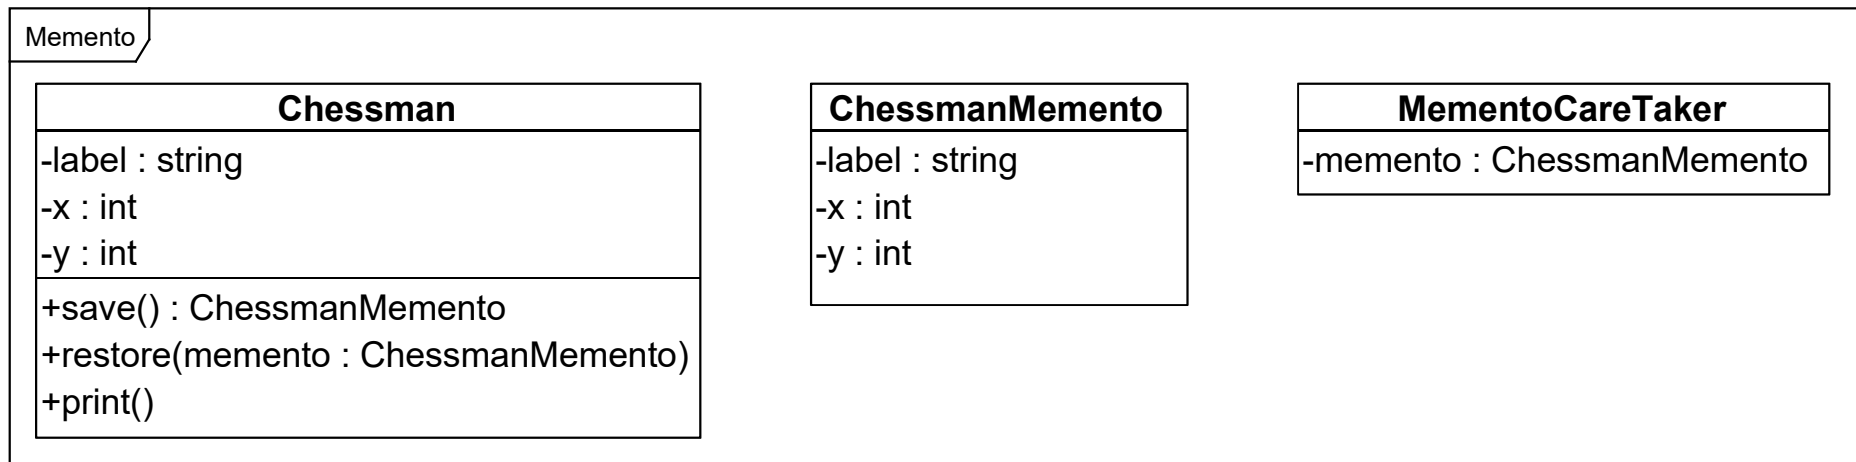 Memento
Chessman
-label : string
-x : int
-y : int
+save() : ChessmanMemento
+restore(memento : ChessmanMemento)
+print()
ChessmanMemento
-label : string
-x : int
-y : int
MementoCareTaker
-memento : ChessmanMemento